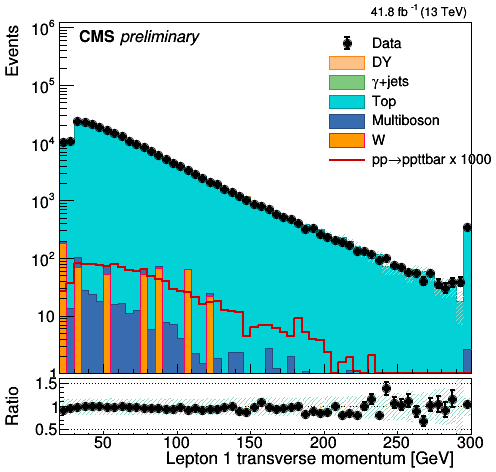 41.8 fb⁻¹ (13 TeV)
CMS preliminary
Events
10⁶
10⁵
10⁴
10³
10²
10
1
Data
DY
γ+jets
Top
Multiboson
W
pp→ppttbar x 1000
Ratio
1.5
1
0.5
50 100 150 200 250 300
Lepton 1 transverse momentum [GeV]